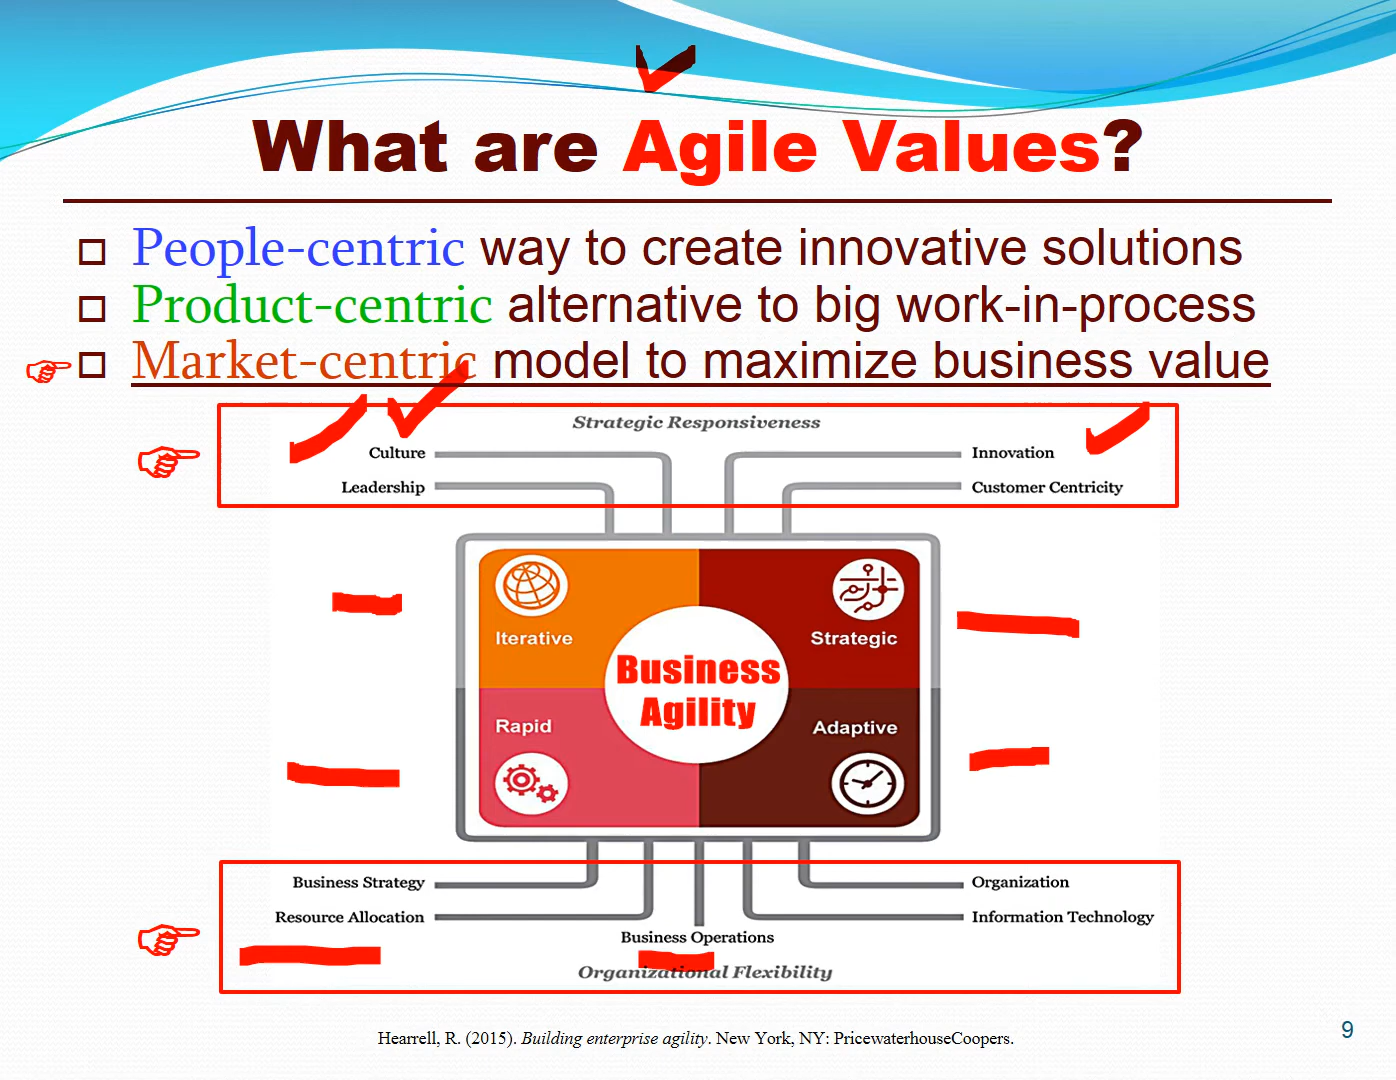 What are Agile Values?
People-centric way to create innovative solutions
Product-centric alternative to big work-in-process
Market-centric model to maximize business value
Strategic Responsiveness
Culture
Innovation
Leadership
Customer Centricity
Iterative
Strategic
Business
Agility
Rapid
Adaptive
Business Strategy
Organization
Resource Allocation
Information Technology
Business Operations
Organizational Flexibility
Hearrell, R. (2015). Building enterprise agility. New York, NY: PricewaterhouseCoopers.
9